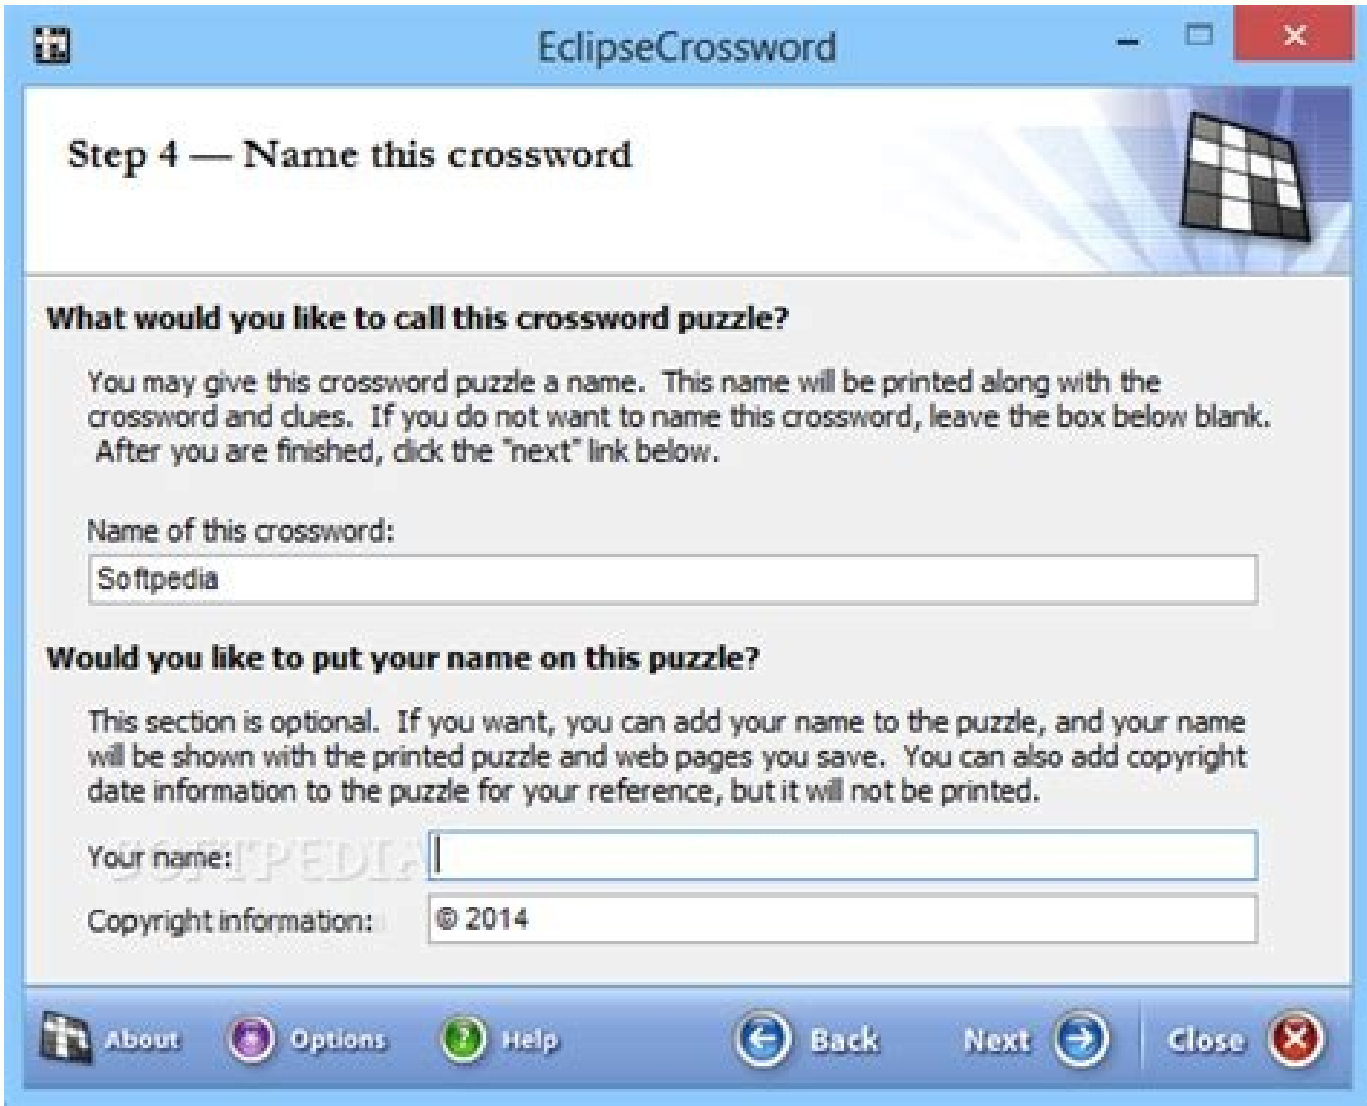 EclipseCrossword
Step 4 — Name this crossword
What would you like to call this crossword puzzle?
You may give this crossword puzzle a name. This name will be printed along with the
crossword and clues. If you do not want to name this crossword, leave the box below blank.
After you are finished, click the "next" link below.
Name of this crossword:
Softpedia
Would you like to put your name on this puzzle?
This section is optional. If you want, you can add your name to the puzzle, and your name
will be shown with the printed puzzle and web pages you save. You can also add copyright
date information to the puzzle for your reference, but it will not be printed.
Your name:
SOFTPEDIA
Copyright information: © 2014
About Options Help Back Next Close